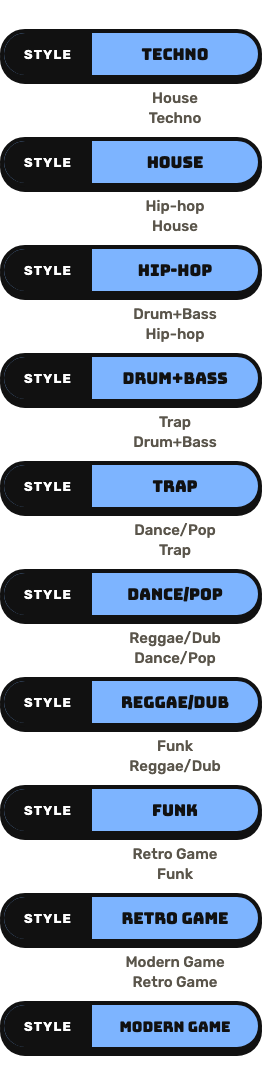 STYLE TECHNO
House
Techno
STYLE HOUSE
Hip-hop
House
STYLE HIP-HOP
Drum+Bass
Hip-hop
STYLE DRUM+BASS
Trap
Drum+Bass
STYLE TRAP
Dance/Pop
Trap
STYLE DANCE/POP
Reggae/Dub
Dance/Pop
STYLE REGGAE/DUB
Funk
Reggae/Dub
STYLE FUNK
Retro Game
Funk
STYLE RETRO GAME
Modern Game
Retro Game
STYLE MODERN GAME